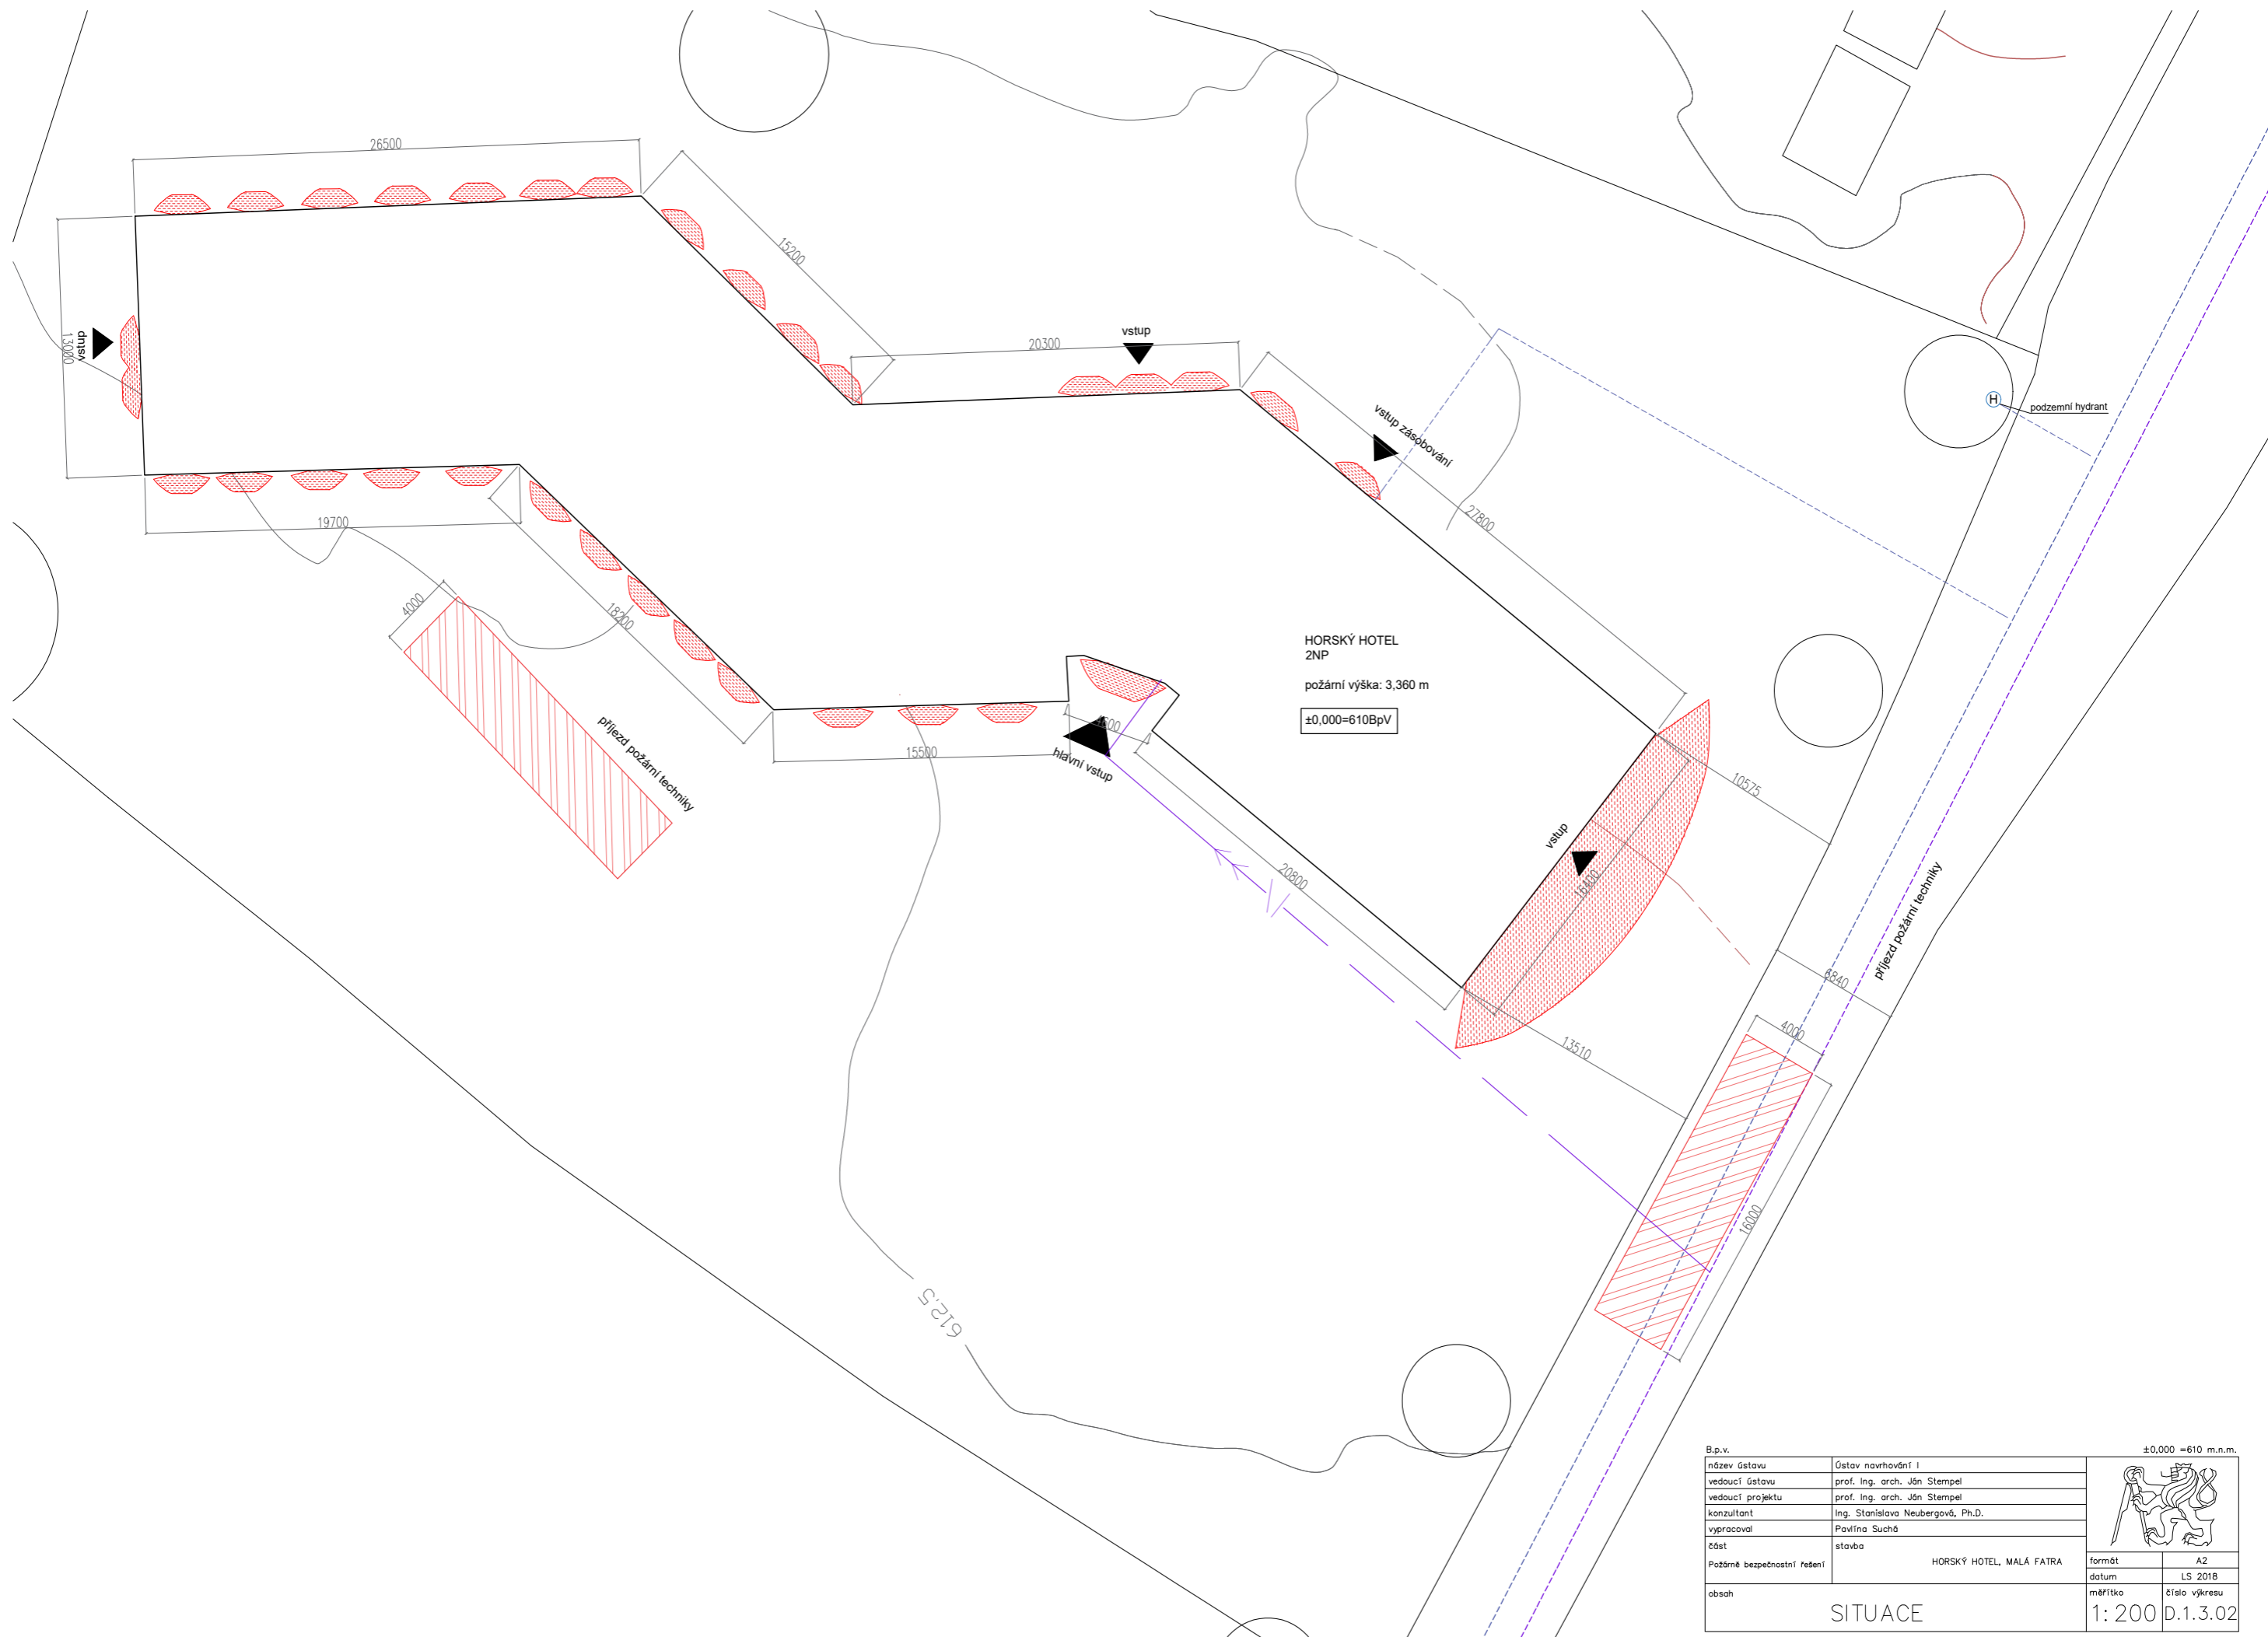 26500
15200
vstup
13000
20300
vstup
vstup zásobování
H
podzemní hydrant
27800
19700
4000
18200
příjezd požární techniky
HORSKÝ HOTEL
2NP
požární výška: 3,360 m
±0,000=610BpV
15500
hlavní vstup
10575
vstup
16400
20800
příjezd požární techniky
13510
4000
16000
612,5
B.p.v.
±0,000 =610 m.n.m.
název ústavu
Ústav navrhování I
vedoucí ústavu
prof. Ing. arch. Ján Stempel
vedoucí projektu
prof. Ing. arch. Ján Stempel
konzultant
Ing. Stanislava Neubergová, Ph.D.
vypracoval
Pavlína Suchá
část
stavba
Požárně bezpečnostní řešení
HORSKÝ HOTEL, MALÁ FATRA
formát
A2
datum
LS 2018
obsah
měřítko
číslo výkresu
SITUACE
1:200
D.1.3.02